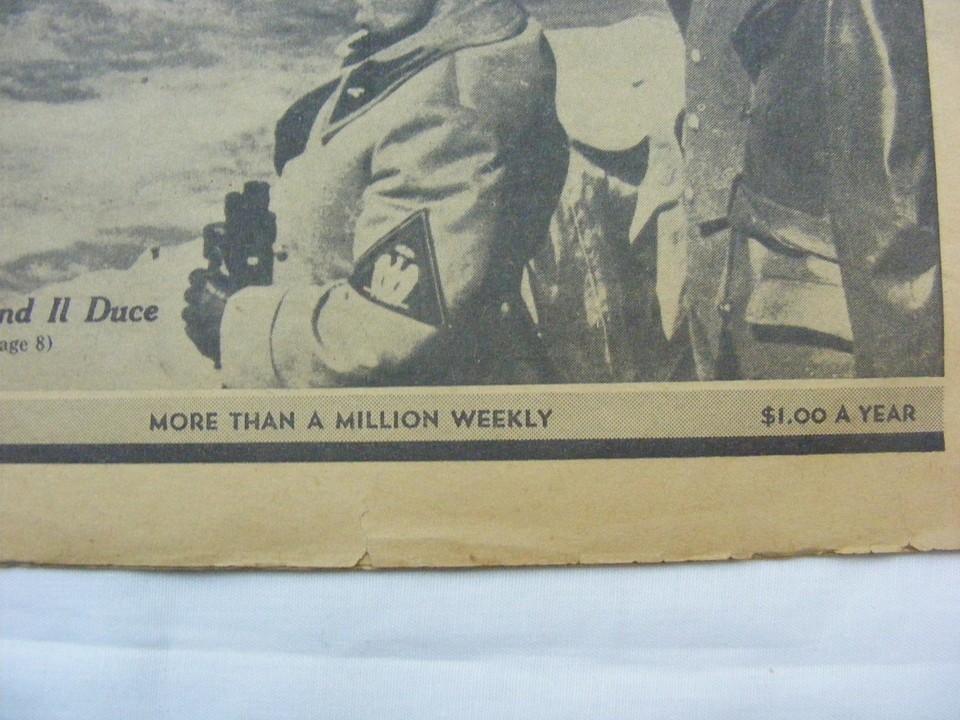 nd Il Duce
age 8)
MORE THAN A MILLION WEEKLY $1.00 A YEAR